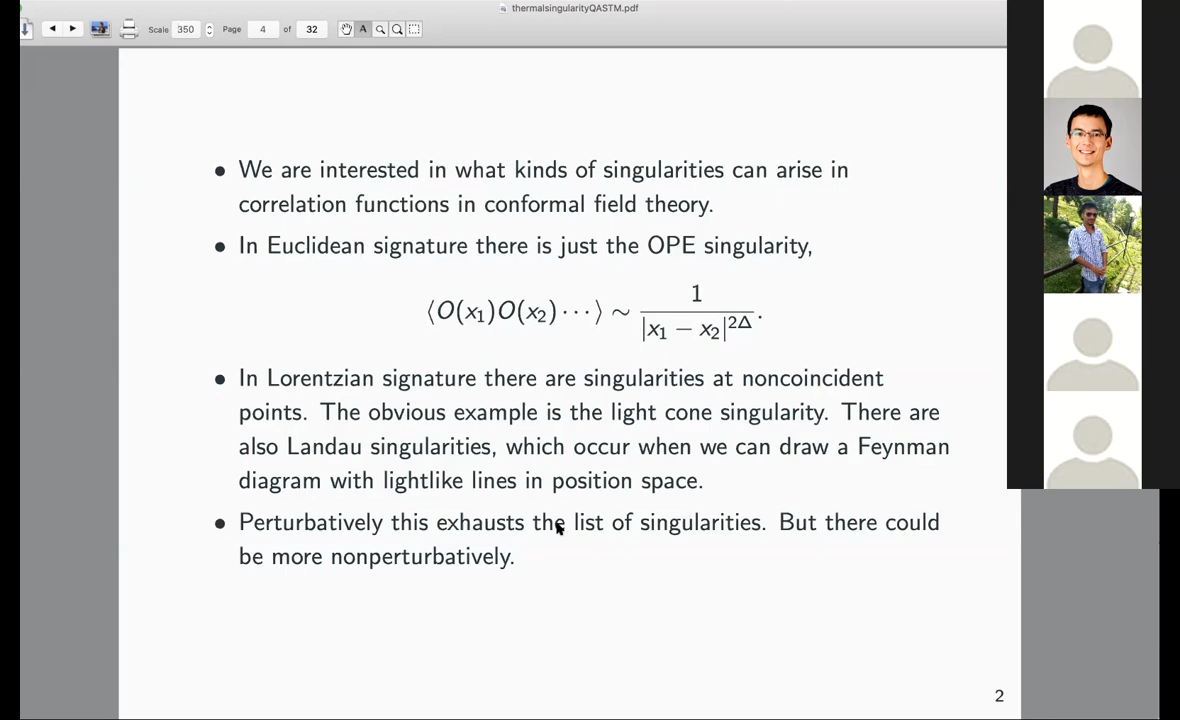 thermalsingularityQASTM.pdf
Scale 350 Page 4 of 32 A
• We are interested in what kinds of singularities can arise in
correlation functions in conformal field theory.
• In Euclidean signature there is just the OPE singularity,
⟨O(x₁)O(x₂)···⟩ ∼ 1 / |x₁ − x₂|^{2Δ}.
• In Lorentzian signature there are singularities at noncoincident
points. The obvious example is the light cone singularity. There are
also Landau singularities, which occur when we can draw a Feynman
diagram with lightlike lines in position space.
• Perturbatively this exhausts the list of singularities. But there could
be more nonperturbatively.
2